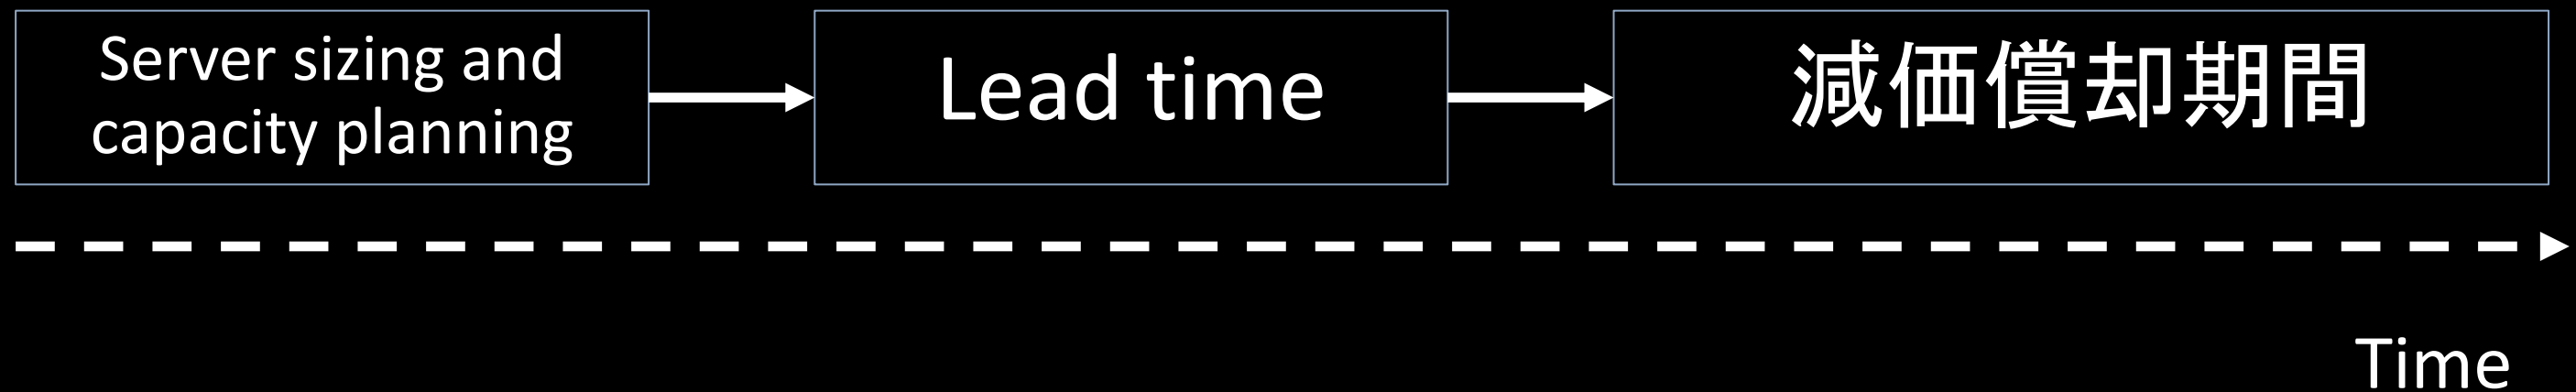 Server sizing and
capacity planning
Lead time
減価償却期間
Time